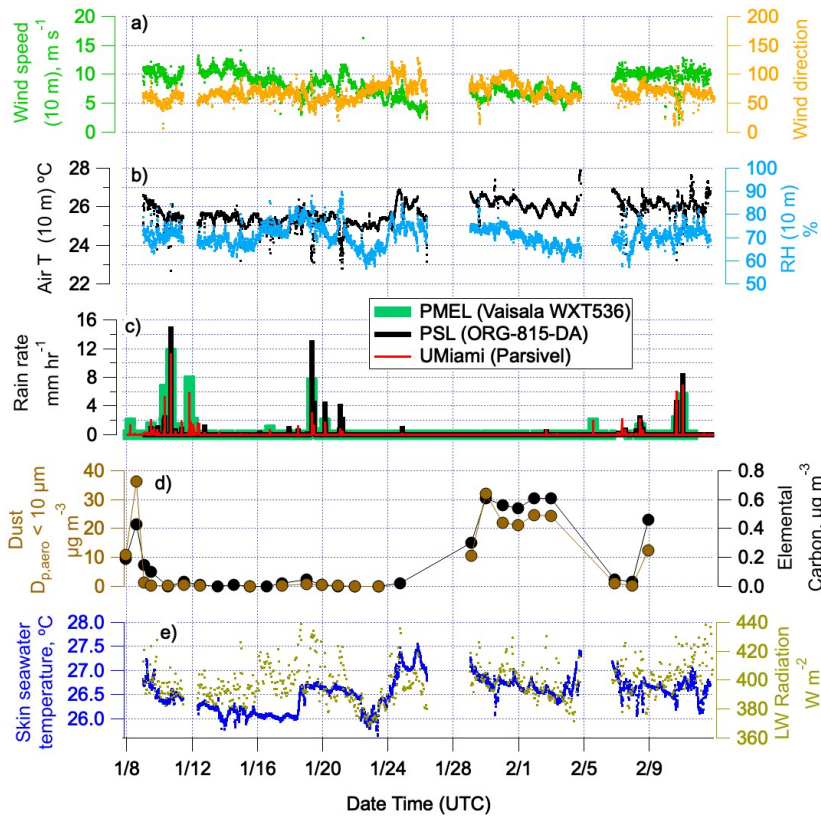 a)
Wind speed
(10 m), m s-1
20
15
10
5
0
200
150
100
50
0
Wind direction
b)
Air T (10 m) ºC
28
26
24
22
100
90
80
70
60
50
RH (10 m)
%
PMEL (Vaisala WXT536)
PSL (ORG-815-DA)
UMiami (Parsivel)
c)
Rain rate
mm hr-1
16
12
8
4
0
d)
Dust
Dp,aero < 10 µm
µg m-3
40
30
20
10
0
0.8
0.6
0.4
0.2
0.0
Elemental
Carbon, µg m-3
e)
Skin seawater
temperature, ºC
28.0
27.5
27.0
26.5
26.0
440
420
400
380
360
LW Radiation
W m-2
1/8 1/12 1/16 1/20 1/24 1/28 2/1 2/5 2/9
Date Time (UTC)